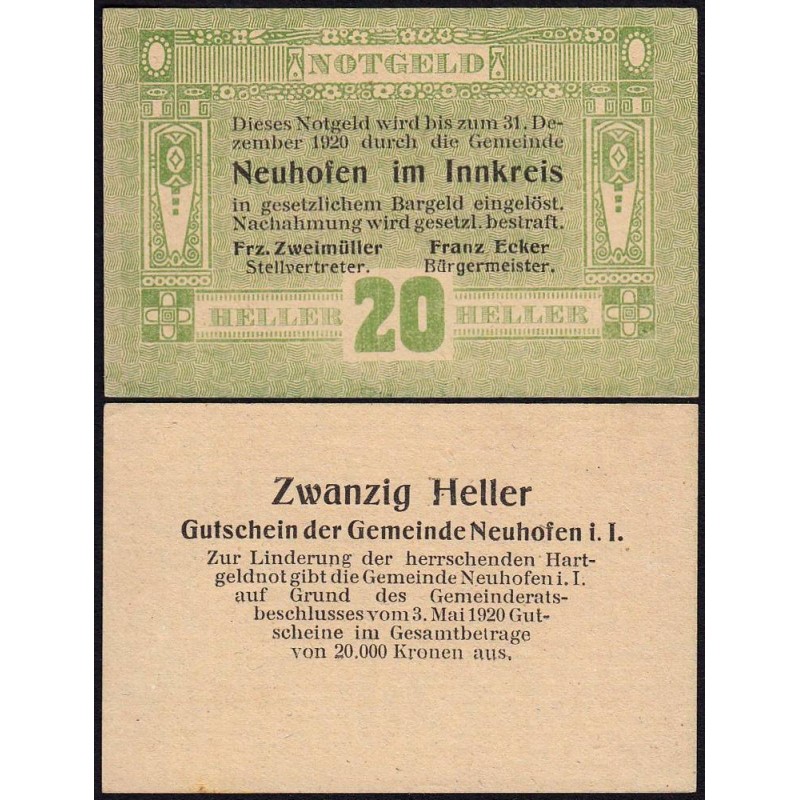 NOTGELD
Dieses Notgeld wird bis zum 31. De-
zember 1920 durch die Gemeinde
Neuhofen im Innkreis
in gesetzlichem Bargeld eingelöst.
Nachahmung wird gesetzl. bestraft.
Frz. Zweimüller Franz Ecker
Stellvertreter. Bürgermeister.
HELLER 20 HELLER
Zwanzig Heller
Gutschein der Gemeinde Neuhofen i. I.
Zur Linderung der herrschenden Hart-
geldnot gibt die Gemeinde Neuhofen i. I.
auf Grund des Gemeinderats-
beschlusses vom 3. Mai 1920 Gut-
scheine im Gesamtbetrage
von 20.000 Kronen aus.